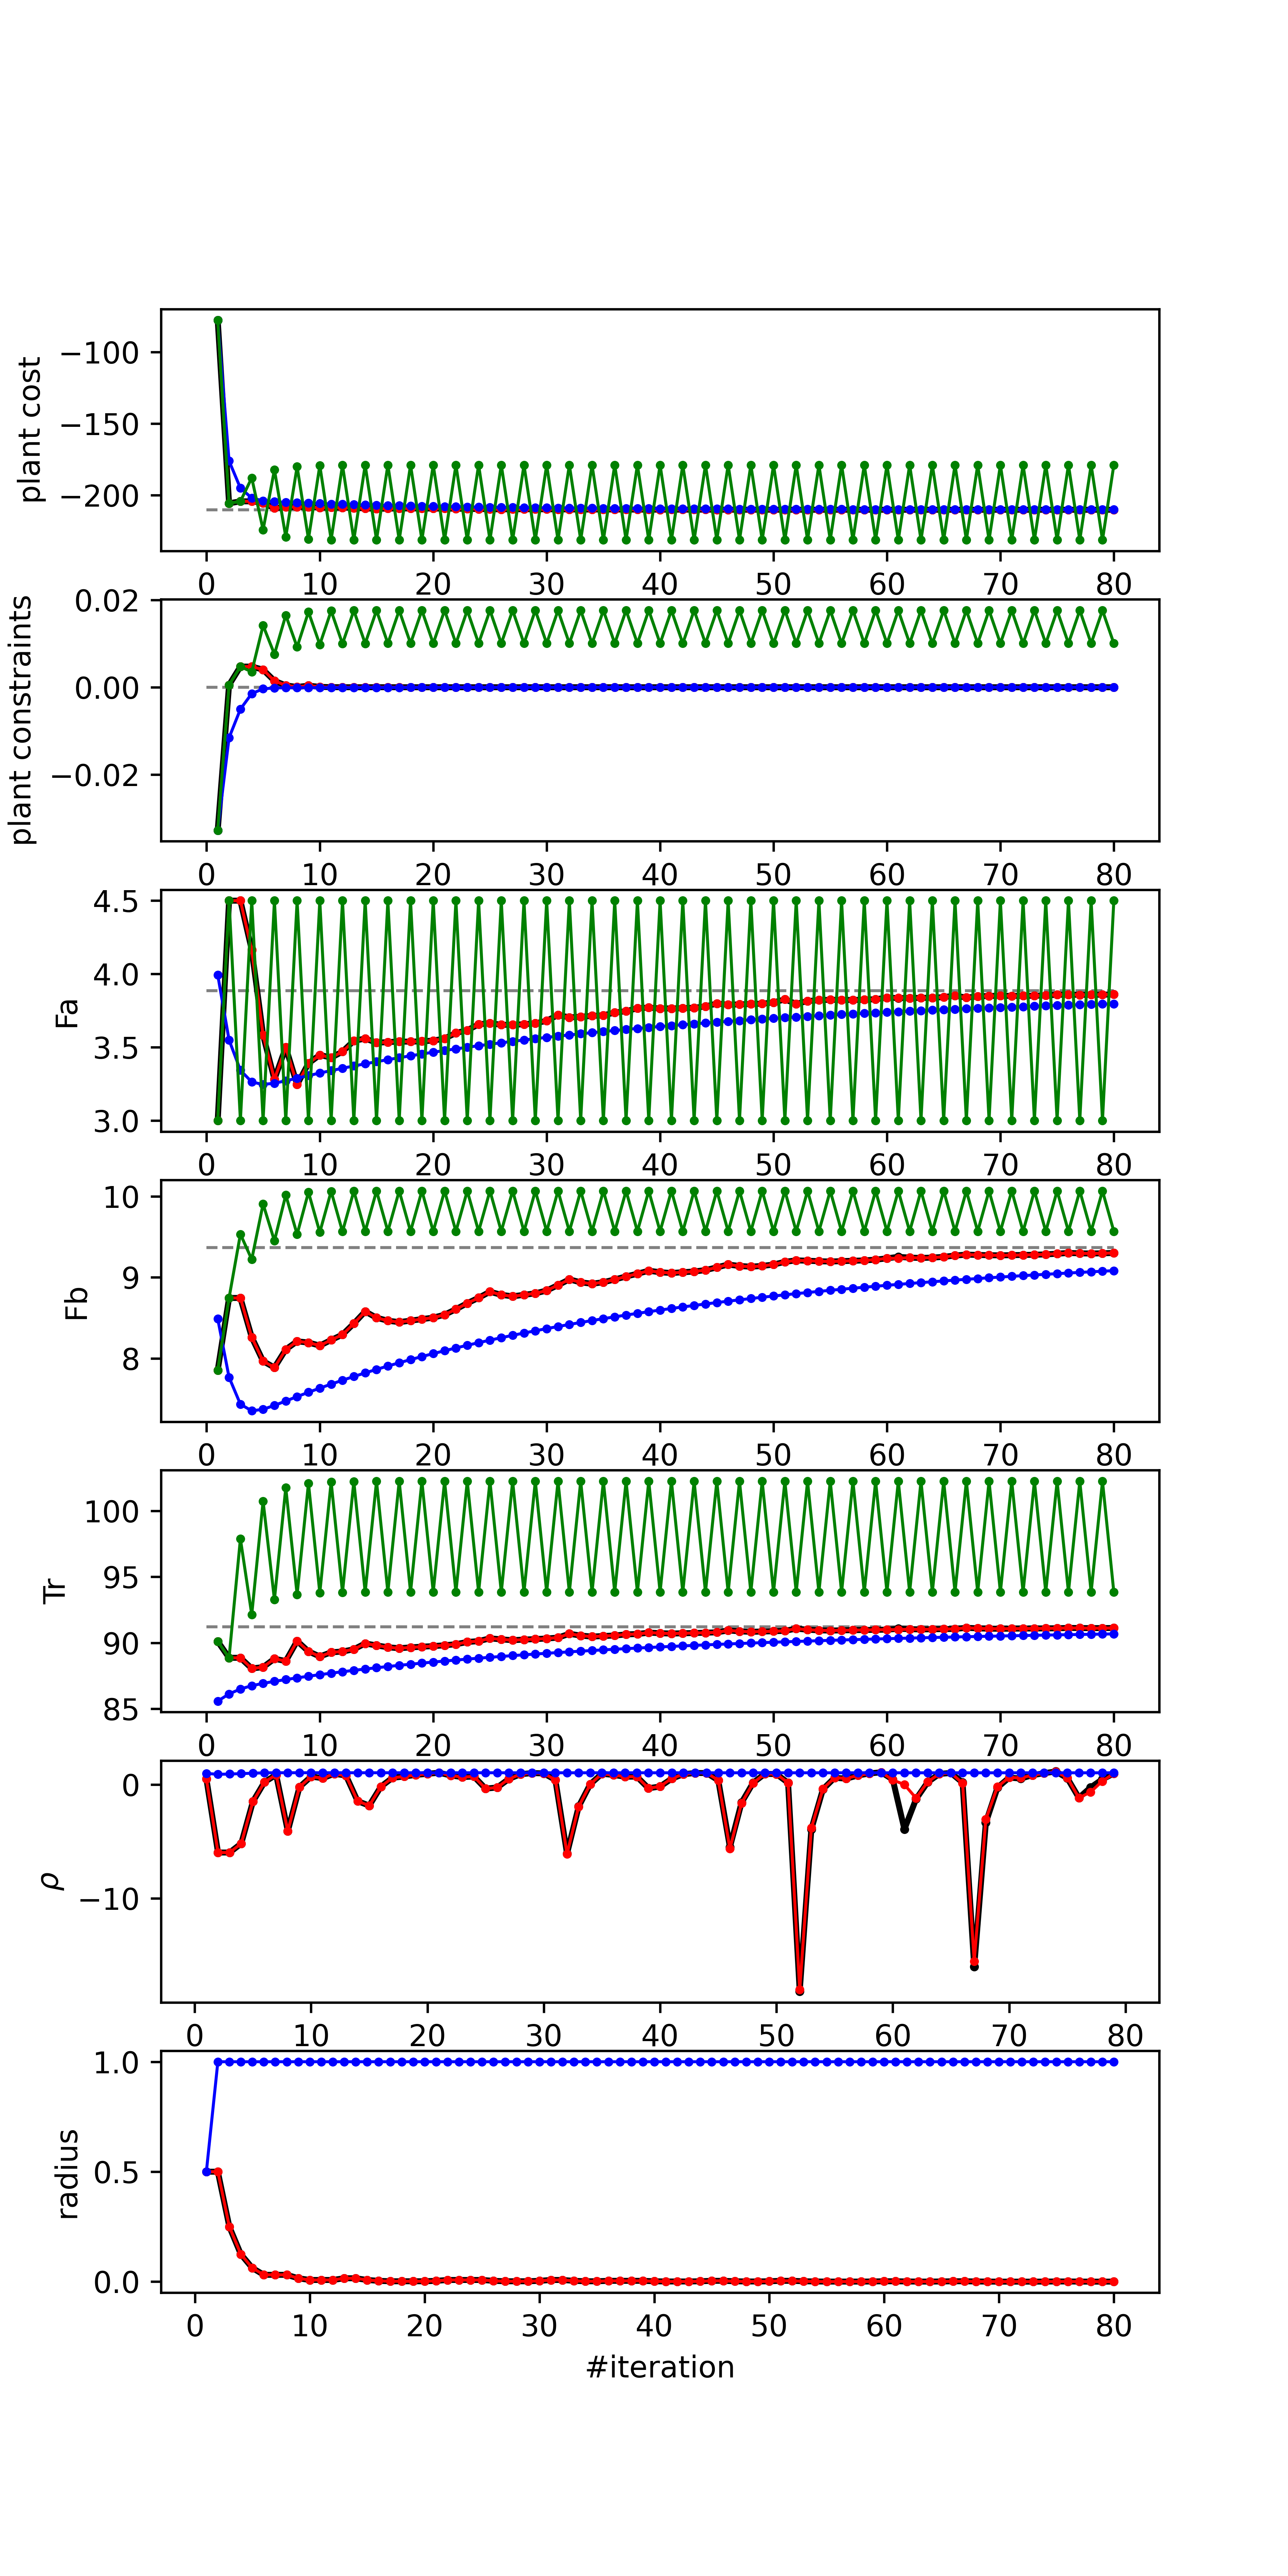 plant cost
−100
−150
−200
0 10 20 30 40 50 60 70 80
plant constraints
0.02
0.00
−0.02
0 10 20 30 40 50 60 70 80
Fa
4.5
4.0
3.5
3.0
0 10 20 30 40 50 60 70 80
Fb
10
9
8
0 10 20 30 40 50 60 70 80
Tr
100
95
90
85
0 10 20 30 40 50 60 70 80
ρ
0
−10
0 10 20 30 40 50 60 70 80
radius
1.0
0.5
0.0
0 10 20 30 40 50 60 70 80
#iteration